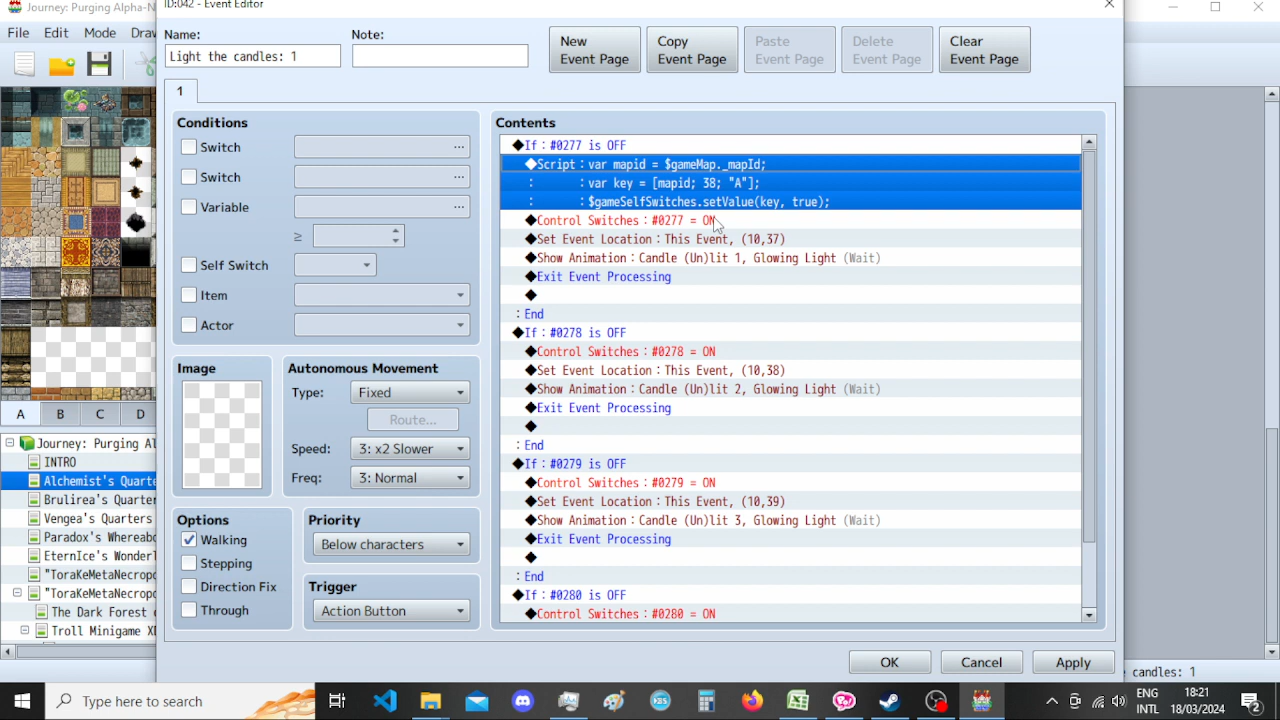 Journey: Purging Alpha-N
ID:042 - Event Editor
File Edit Mode Draw
Name:
Light the candles: 1
Note:
New Event Page
Copy Event Page
Paste Event Page
Delete Event Page
Clear Event Page
1
Conditions
Switch ...
Switch ...
Variable ...
≥
Self Switch
Item
Actor
Image
Autonomous Movement
Type: Fixed
Route...
Speed: 3: x2 Slower
Freq: 3: Normal
Options
Walking
Stepping
Direction Fix
Through
Priority
Below characters
Trigger
Action Button
Contents
◆If : #0277 is OFF
◆Script : var mapid = $gameMap._mapId;
: : var key = [mapid; 38; "A"];
: : $gameSelfSwitches.setValue(key, true);
◆Control Switches : #0277 = ON
◆Set Event Location : This Event, (10,37)
◆Show Animation : Candle (Un)lit 1, Glowing Light (Wait)
◆Exit Event Processing
◆
: End
◆If : #0278 is OFF
◆Control Switches : #0278 = ON
◆Set Event Location : This Event, (10,38)
◆Show Animation : Candle (Un)lit 2, Glowing Light (Wait)
◆Exit Event Processing
◆
: End
◆If : #0279 is OFF
◆Control Switches : #0279 = ON
◆Set Event Location : This Event, (10,39)
◆Show Animation : Candle (Un)lit 3, Glowing Light (Wait)
◆Exit Event Processing
◆
: End
◆If : #0280 is OFF
◆Control Switches : #0280 = ON
OK Cancel Apply
A B C D
Journey: Purging Al
INTRO
Alchemist's Quarte
Brulirea's Quarter
Vengea's Quarters
Paradox's Whereabo
EternIce's Wonderl
"ToraKeMetaNecropo
"ToraKeMetaNecropo
The Dark Forest
Troll Minigame XD
candles: 1
Type here to search
ENG
INTL
18:21
18/03/2024
2